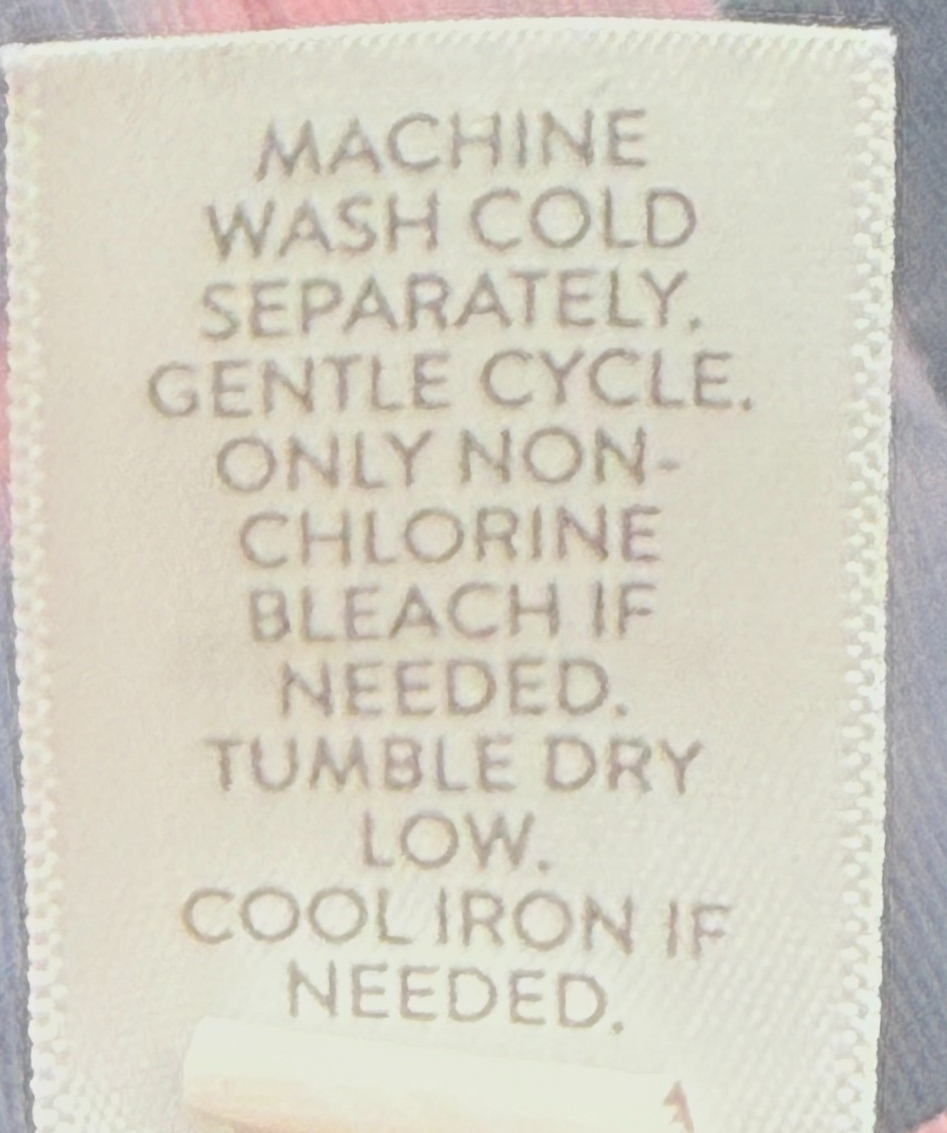 MACHINE
WASH COLD
SEPARATELY.
GENTLE CYCLE.
ONLY NON-
CHLORINE
BLEACH IF
NEEDED.
TUMBLE DRY
LOW.
COOL IRON IF
NEEDED.